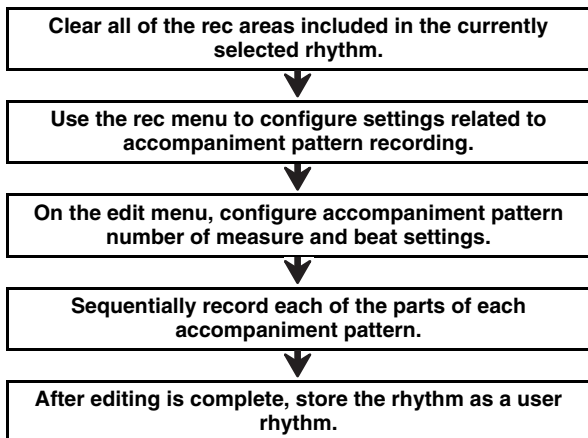 Clear all of the rec areas included in the currently
selected rhythm.
Use the rec menu to configure settings related to
accompaniment pattern recording.
On the edit menu, configure accompaniment pattern
number of measure and beat settings.
Sequentially record each of the parts of each
accompaniment pattern.
After editing is complete, store the rhythm as a user
rhythm.